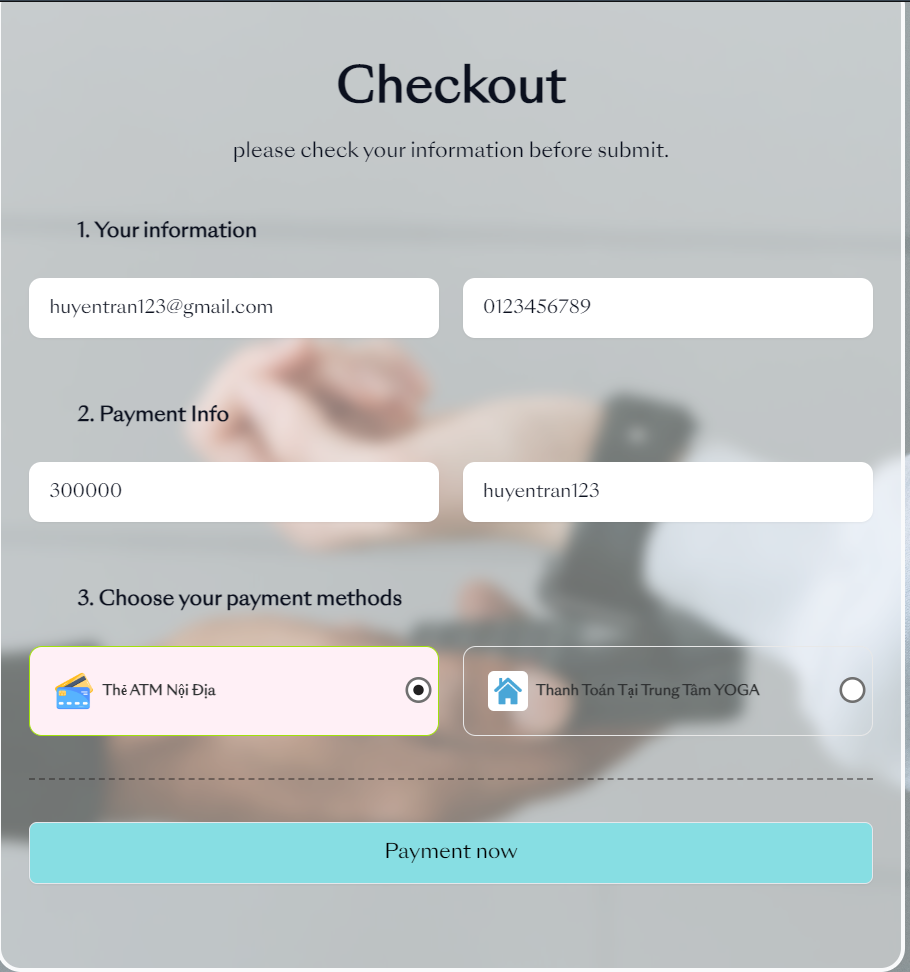 Checkout
please check your information before submit.
1. Your information
huyentran123@gmail.com
0123456789
2. Payment Info
300000
huyentran123
3. Choose your payment methods
Thẻ ATM Nội Địa
Thanh Toán Tại Trung Tâm YOGA
Payment now